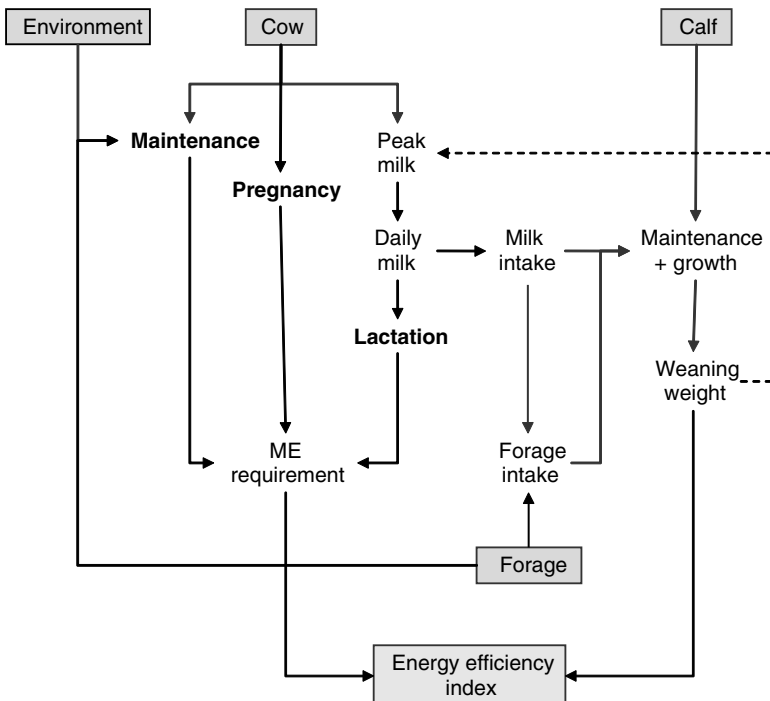 Environment
Cow
Calf
Maintenance
Peak
milk
Pregnancy
Daily
milk
Milk
intake
Maintenance
+ growth
Lactation
Weaning
weight
ME
requirement
Forage
intake
Forage
Energy efficiency
index